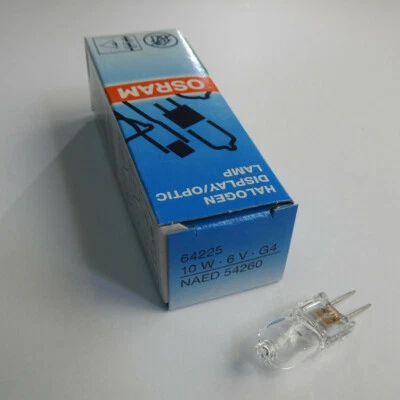 OSRAM
HALOGEN
DISPLAY/OPTIC
LAMP
64225
10 W · 6 V · G4
NAED 54260